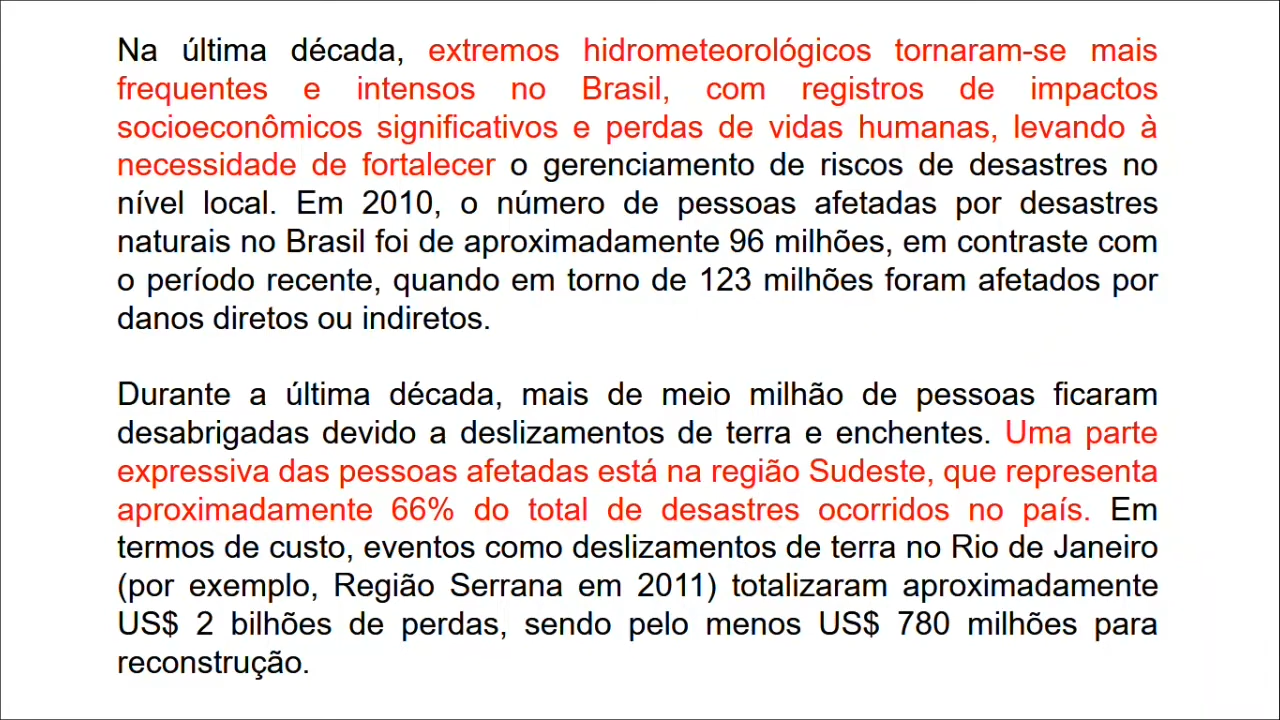 Na última década, extremos hidrometeorológicos tornaram-se mais
frequentes e intensos no Brasil, com registros de impactos
socioeconômicos significativos e perdas de vidas humanas, levando à
necessidade de fortalecer o gerenciamento de riscos de desastres no
nível local. Em 2010, o número de pessoas afetadas por desastres
naturais no Brasil foi de aproximadamente 96 milhões, em contraste com
o período recente, quando em torno de 123 milhões foram afetados por
danos diretos ou indiretos.
Durante a última década, mais de meio milhão de pessoas ficaram
desabrigadas devido a deslizamentos de terra e enchentes. Uma parte
expressiva das pessoas afetadas está na região Sudeste, que representa
aproximadamente 66% do total de desastres ocorridos no país. Em
termos de custo, eventos como deslizamentos de terra no Rio de Janeiro
(por exemplo, Região Serrana em 2011) totalizaram aproximadamente
US$ 2 bilhões de perdas, sendo pelo menos US$ 780 milhões para
reconstrução.